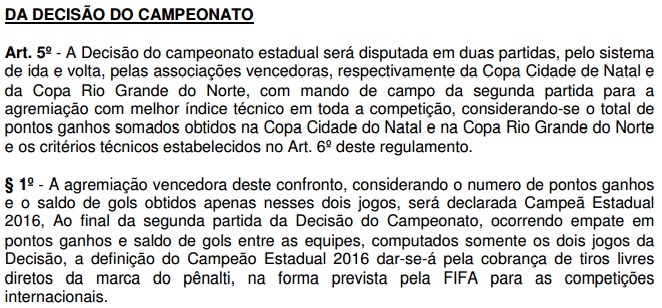 DA DECISÃO DO CAMPEONATO
Art. 5º - A Decisão do campeonato estadual será disputada em duas partidas, pelo sistema
de ida e volta, pelas associações vencedoras, respectivamente da Copa Cidade de Natal e
da Copa Rio Grande do Norte, com mando de campo da segunda partida para a
agremiação com melhor índice técnico em toda a competição, considerando-se o total de
pontos ganhos somados obtidos na Copa Cidade do Natal e na Copa Rio Grande do Norte
e os critérios técnicos estabelecidos no Art. 6º deste regulamento.
§ 1º - A agremiação vencedora deste confronto, considerando o numero de pontos ganhos
e o saldo de gols obtidos apenas nesses dois jogos, será declarada Campeã Estadual
2016, Ao final da segunda partida da Decisão do Campeonato, ocorrendo empate em
pontos ganhos e saldo de gols entre as equipes, computados somente os dois jogos da
Decisão, a definição do Campeão Estadual 2016 dar-se-á pela cobrança de tiros livres
diretos da marca do pênalti, na forma prevista pela FIFA para as competições
internacionais.